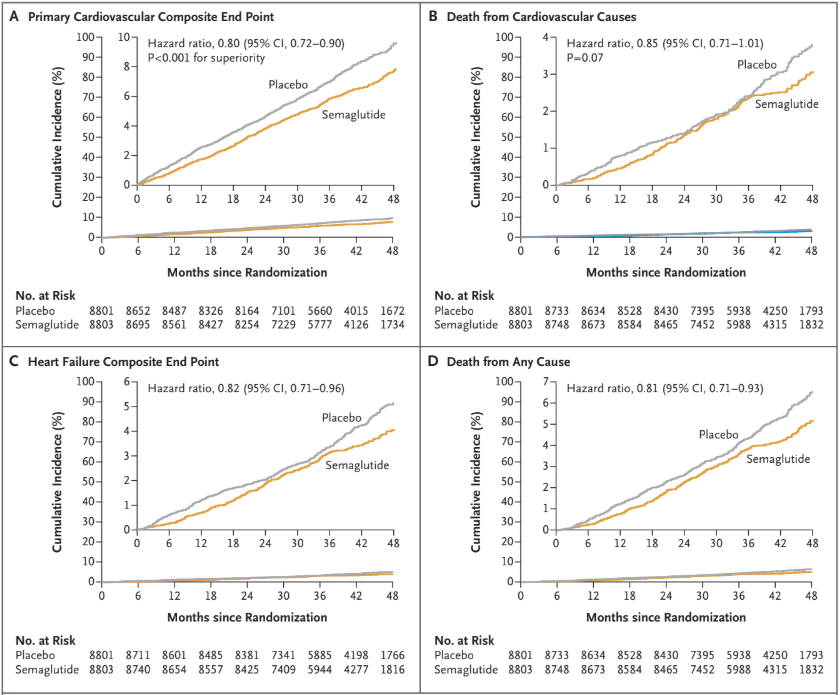 A Primary Cardiovascular Composite End Point
Cumulative Incidence (%)
100
90
80
70
60
50
40
30
20
10
0
10
8
6
4
2
0
Hazard ratio, 0.80 (95% CI, 0.72–0.90)
P<0.001 for superiority
Placebo
Semaglutide
0 6 12 18 24 30 36 42 48
0 6 12 18 24 30 36 42 48
Months since Randomization
No. at Risk
Placebo 8801 8652 8487 8326 8164 7101 5660 4015 1672
Semaglutide 8803 8695 8561 8427 8254 7229 5777 4126 1734
B Death from Cardiovascular Causes
Cumulative Incidence (%)
100
90
80
70
60
50
40
30
20
10
0
4
3
2
1
0
Hazard ratio, 0.85 (95% CI, 0.71–1.01)
P=0.07
Placebo
Semaglutide
0 6 12 18 24 30 36 42 48
0 6 12 18 24 30 36 42 48
Months since Randomization
No. at Risk
Placebo 8801 8733 8634 8528 8430 7395 5938 4250 1793
Semaglutide 8803 8748 8673 8584 8465 7452 5988 4315 1832
C Heart Failure Composite End Point
Cumulative Incidence (%)
100
90
80
70
60
50
40
30
20
10
0
6
5
4
3
2
1
0
Hazard ratio, 0.82 (95% CI, 0.71–0.96)
Placebo
Semaglutide
0 6 12 18 24 30 36 42 48
0 6 12 18 24 30 36 42 48
Months since Randomization
No. at Risk
Placebo 8801 8711 8601 8485 8381 7341 5885 4198 1766
Semaglutide 8803 8740 8654 8557 8425 7409 5944 4277 1816
D Death from Any Cause
Cumulative Incidence (%)
100
90
80
70
60
50
40
30
20
10
0
7
6
5
4
3
2
1
0
Hazard ratio, 0.81 (95% CI, 0.71–0.93)
Placebo
Semaglutide
0 6 12 18 24 30 36 42 48
0 6 12 18 24 30 36 42 48
Months since Randomization
No. at Risk
Placebo 8801 8733 8634 8528 8430 7395 5938 4250 1793
Semaglutide 8803 8748 8673 8584 8465 7452 5988 4315 1832